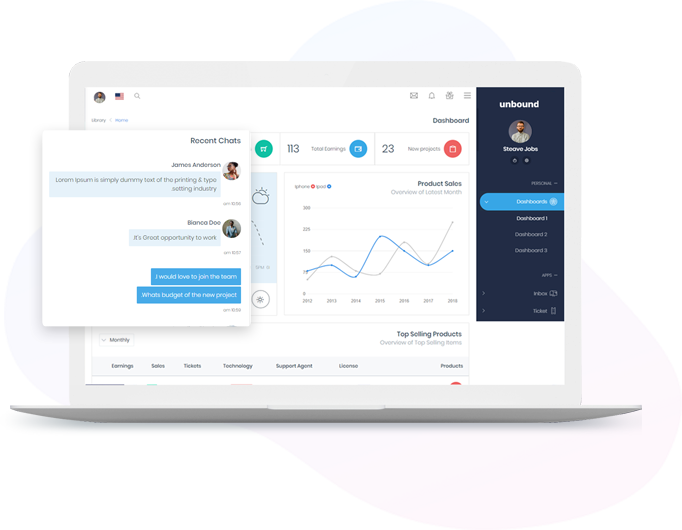 unbound
Steave Jobs
PERSONAL
Dashboards
Dashboard 1
Dashboard 2
Dashboard 3
APPS
Inbox
Ticket
Library / Home
Dashboard
113 Total Earnings
23 New projects
Recent Chats
James Anderson
Lorem Ipsum is simply dummy text of the printing & type
.setting industry
am 10:56
Bianca Doe
It's Great opportunity to work
am 10:57
.I would love to join the team
.Whats budget of the new project
am 10:59
5PM
Product Sales
Overview of Latest Month
Iphone Ipad
300
225
150
75
0
2012 2013 2014 2015 2016 2017 2018
Top Selling Products
Overview of Top Selling Items
Monthly
Earnings Sales Tickets Technology Support Agent License Products